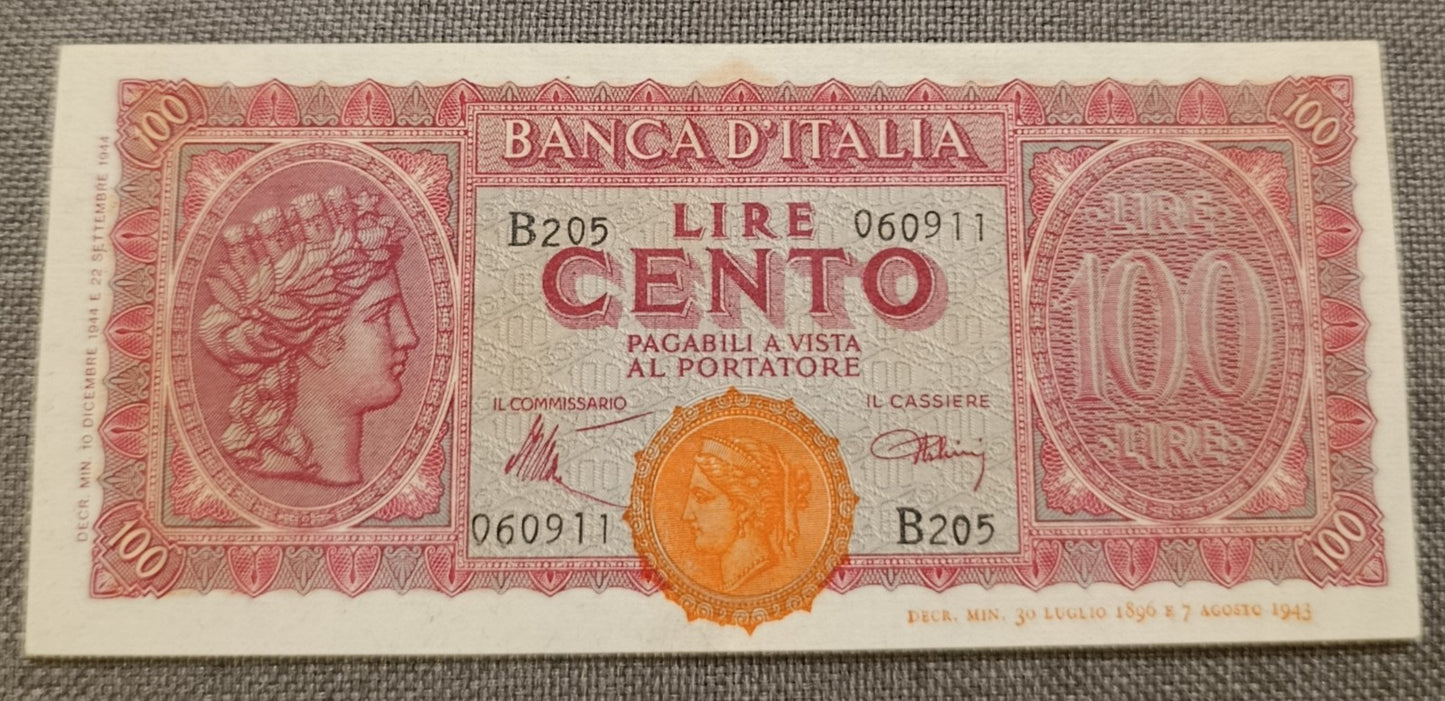 100
100
BANCA D'ITALIA
DECR. MIN 10 DICEMBRE 1944 E 22 SETTEMBRE 1944
B205
LIRE
060911
CENTO
PAGABILI A VISTA
AL PORTATORE
IL COMMISSARIO
IL CASSIERE
LIRE
100
LIRE
060911
B205
100
100
DECR. MIN. 30 LUGLIO 1896 E 7 AGOSTO 1943